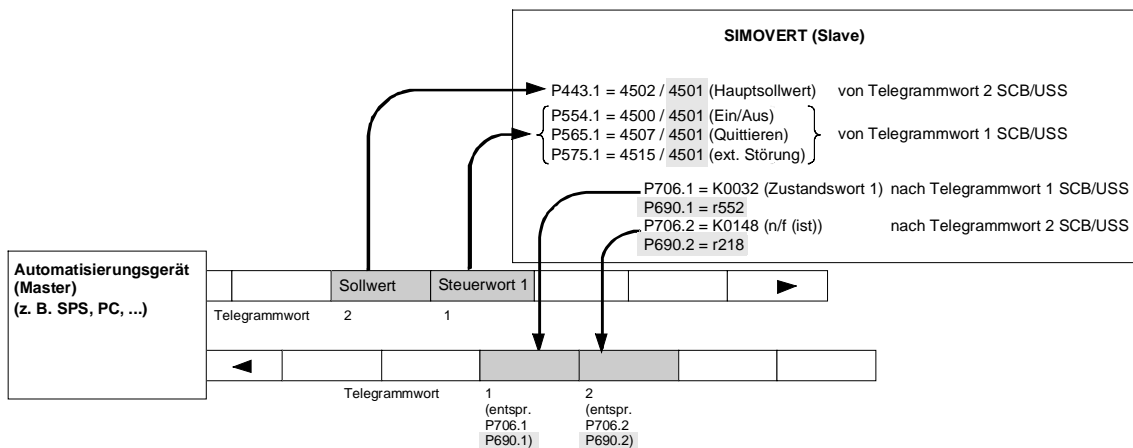 SIMOVERT (Slave)
P443.1 = 4502 / 4501 (Hauptsollwert) von Telegrammwort 2 SCB/USS
P554.1 = 4500 / 4501 (Ein/Aus)
P565.1 = 4507 / 4501 (Quittieren) von Telegrammwort 1 SCB/USS
P575.1 = 4515 / 4501 (ext. Störung)
P706.1 = K0032 (Zustandswort 1) nach Telegrammwort 1 SCB/USS
P690.1 = r552
P706.2 = K0148 (n/f (ist)) nach Telegrammwort 2 SCB/USS
P690.2 = r218
Automatisierungsgerät
(Master)
(z. B. SPS, PC, ...)
Sollwert Steuerwort 1
Telegrammwort 2 1
Telegrammwort 1 2
(entspr. (entspr.
P706.1 P706.2
P690.1) P690.2)